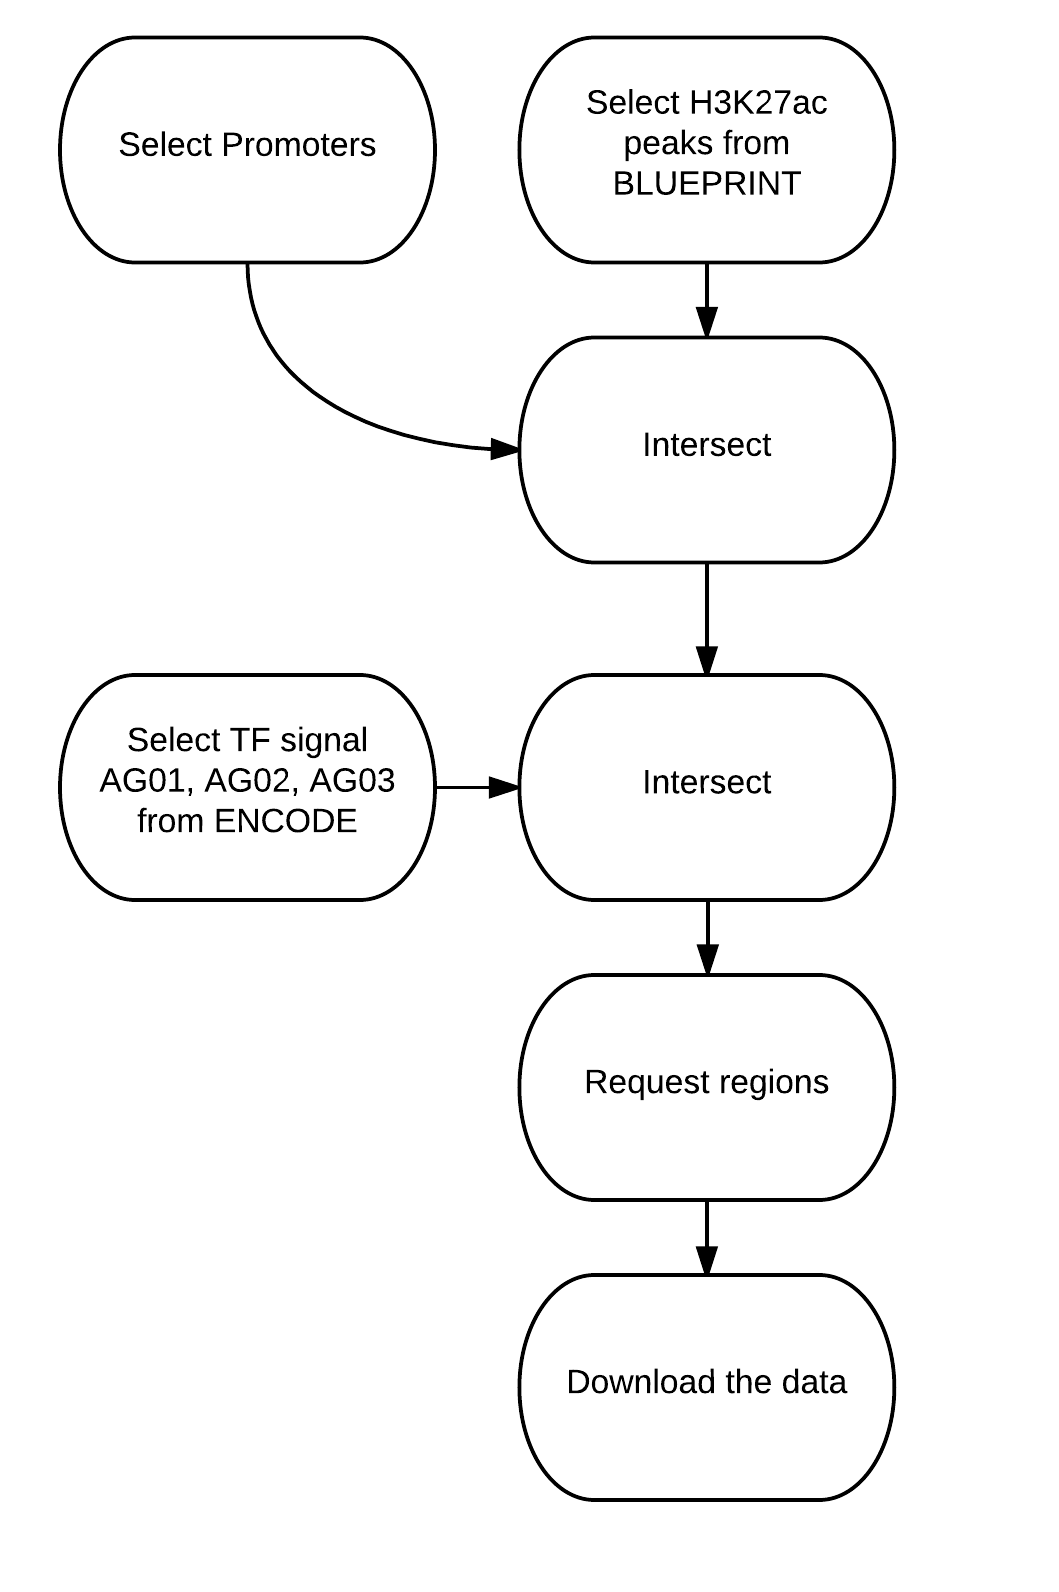 Select Promoters
Select H3K27ac
peaks from
BLUEPRINT
Intersect
Select TF signal
AG01, AG02, AG03
from ENCODE
Intersect
Request regions
Download the data